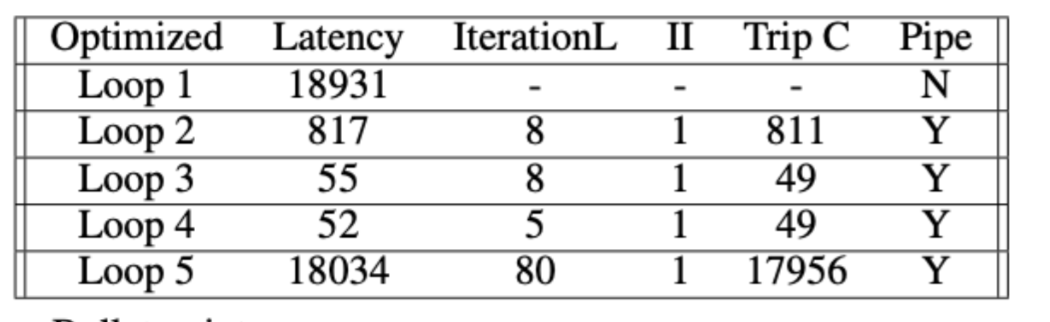 Optimized Latency IterationL II Trip C Pipe
Loop 1 18931 - - - N
Loop 2 817 8 1 811 Y
Loop 3 55 8 1 49 Y
Loop 4 52 5 1 49 Y
Loop 5 18034 80 1 17956 Y